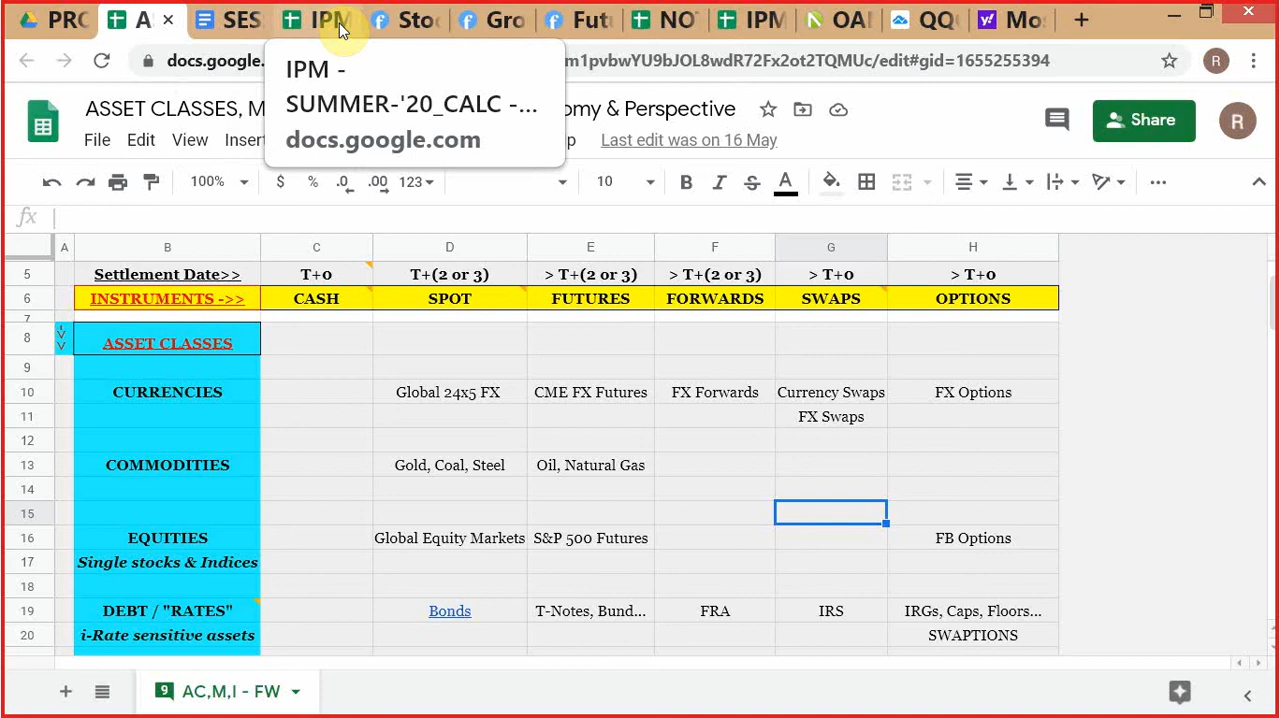 PRC
A
SES
IPM
Sto
Gro
Fut
NO
IPM
OAI
QQ
Mo
docs.google.
m1pvbwYU9bJOL8wdR72Fx2ot2TQMUc/edit#gid=1655255394
R
IPM -
SUMMER-'20_CALC -...
docs.google.com
ASSET CLASSES, M
omy & Perspective
Share
R
File Edit View Inser
p
Last edit was on 16 May
100% $ % .0 .00 123 10 B I S A
fx
A B C D E F G H
5 Settlement Date>> T+0 T+(2 or 3) > T+(2 or 3) > T+(2 or 3) > T+0 > T+0
6 INSTRUMENTS ->> CASH SPOT FUTURES FORWARDS SWAPS OPTIONS
7
8 ASSET CLASSES
9
10 CURRENCIES Global 24x5 FX CME FX Futures FX Forwards Currency Swaps FX Options
11 FX Swaps
12
13 COMMODITIES Gold, Coal, Steel Oil, Natural Gas
14
15
16 EQUITIES Global Equity Markets S&P 500 Futures FB Options
17 Single stocks & Indices
18
19 DEBT / "RATES" Bonds T-Notes, Bund... FRA IRS IRGs, Caps, Floors...
20 i-Rate sensitive assets SWAPTIONS
9 AC,M,I - FW